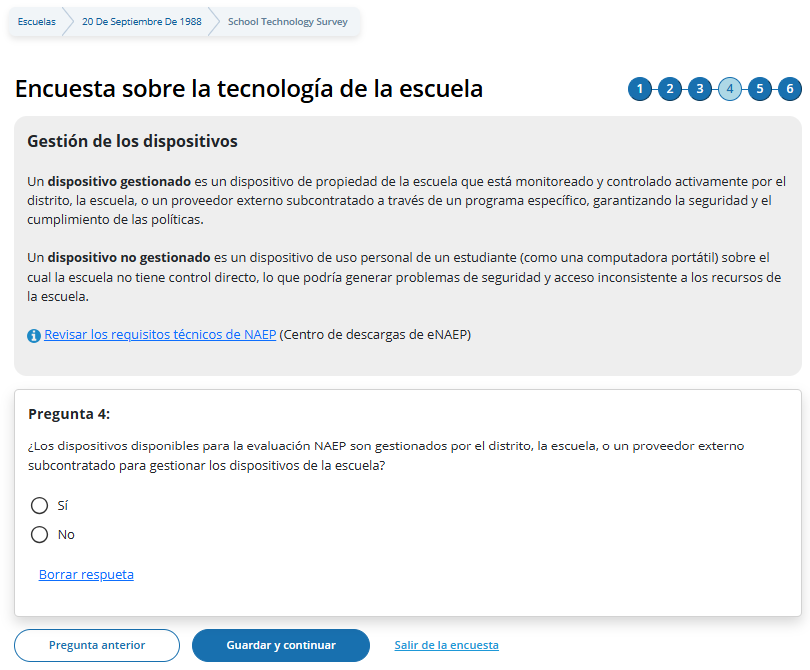 Escuelas
20 De Septiembre De 1988
School Technology Survey
Encuesta sobre la tecnología de la escuela
1 2 3 4 5 6
Gestión de los dispositivos
Un dispositivo gestionado es un dispositivo de propiedad de la escuela que está monitoreado y controlado activamente por el
distrito, la escuela, o un proveedor externo subcontratado a través de un programa específico, garantizando la seguridad y el
cumplimiento de las políticas.
Un dispositivo no gestionado es un dispositivo de uso personal de un estudiante (como una computadora portátil) sobre el
cual la escuela no tiene control directo, lo que podría generar problemas de seguridad y acceso inconsistente a los recursos de
la escuela.
Revisar los requisitos técnicos de NAEP (Centro de descargas de eNAEP)
Pregunta 4:
¿Los dispositivos disponibles para la evaluación NAEP son gestionados por el distrito, la escuela, o un proveedor externo
subcontratado para gestionar los dispositivos de la escuela?
Sí
No
Borrar respueta
Pregunta anterior
Guardar y continuar
Salir de la encuesta